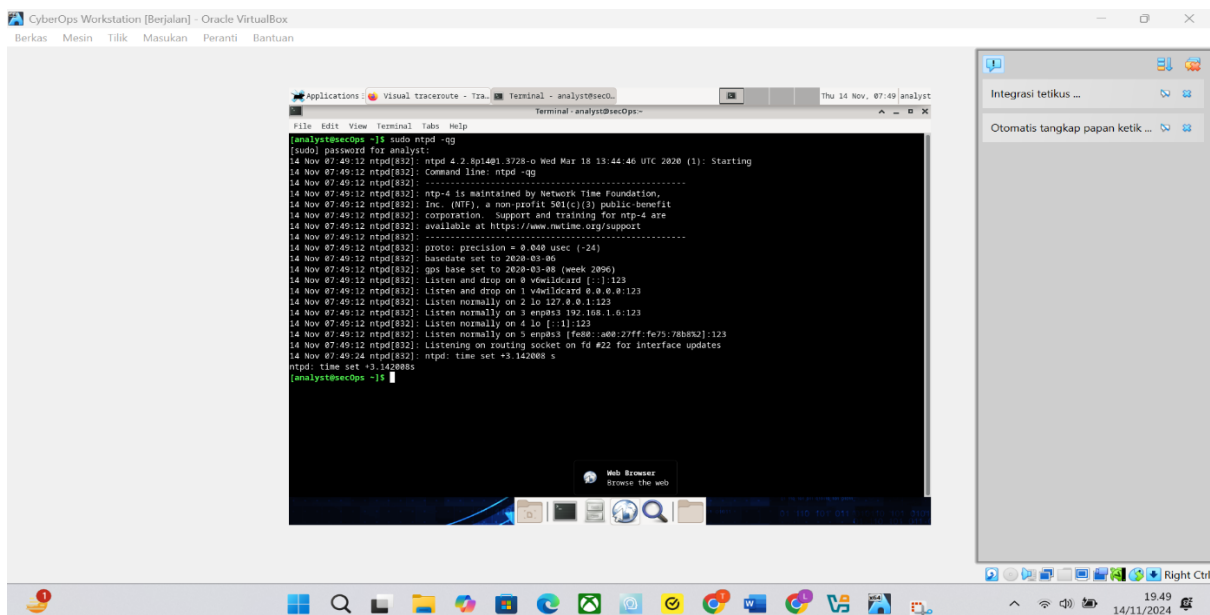 CyberOps Workstation [Berjalan] - Oracle VirtualBox
Berkas Mesin Tilik Masukan Peranti Bantuan
Integrasi tetikus ...
Otomatis tangkap papan ketik ...
Applications Visual traceroute - Tra… Terminal - analyst@secO… Thu 14 Nov, 07:49 analyst
Terminal - analyst@secOps:~
File Edit View Terminal Tabs Help
[analyst@secOps ~]$ sudo ntpd -qg
[sudo] password for analyst:
14 Nov 07:49:12 ntpd[832]: ntpd 4.2.8p14@1.3728-o Wed Mar 18 13:44:46 UTC 2020 (1): Starting
14 Nov 07:49:12 ntpd[832]: Command line: ntpd -qg
14 Nov 07:49:12 ntpd[832]: ----------------------------------------------------
14 Nov 07:49:12 ntpd[832]: ntp-4 is maintained by Network Time Foundation,
14 Nov 07:49:12 ntpd[832]: Inc. (NTF), a non-profit 501(c)(3) public-benefit
14 Nov 07:49:12 ntpd[832]: corporation. Support and training for ntp-4 are
14 Nov 07:49:12 ntpd[832]: available at https://www.nwtime.org/support
14 Nov 07:49:12 ntpd[832]: ----------------------------------------------------
14 Nov 07:49:12 ntpd[832]: proto: precision = 0.040 usec (-24)
14 Nov 07:49:12 ntpd[832]: basedate set to 2020-03-06
14 Nov 07:49:12 ntpd[832]: gps base set to 2020-03-08 (week 2096)
14 Nov 07:49:12 ntpd[832]: Listen and drop on 0 v6wildcard [::]:123
14 Nov 07:49:12 ntpd[832]: Listen and drop on 1 v4wildcard 0.0.0.0:123
14 Nov 07:49:12 ntpd[832]: Listen normally on 2 lo 127.0.0.1:123
14 Nov 07:49:12 ntpd[832]: Listen normally on 3 enp0s3 192.168.1.6:123
14 Nov 07:49:12 ntpd[832]: Listen normally on 4 lo [::1]:123
14 Nov 07:49:12 ntpd[832]: Listen normally on 5 enp0s3 [fe80::a00:27ff:fe75:78b8%2]:123
14 Nov 07:49:12 ntpd[832]: Listening on routing socket on fd #22 for interface updates
14 Nov 07:49:24 ntpd[832]: ntpd: time set +3.142008 s
ntpd: time set +3.142008s
[analyst@secOps ~]$
Web Browser
Browse the web
Right Ctrl
1
19.49
14/11/2024